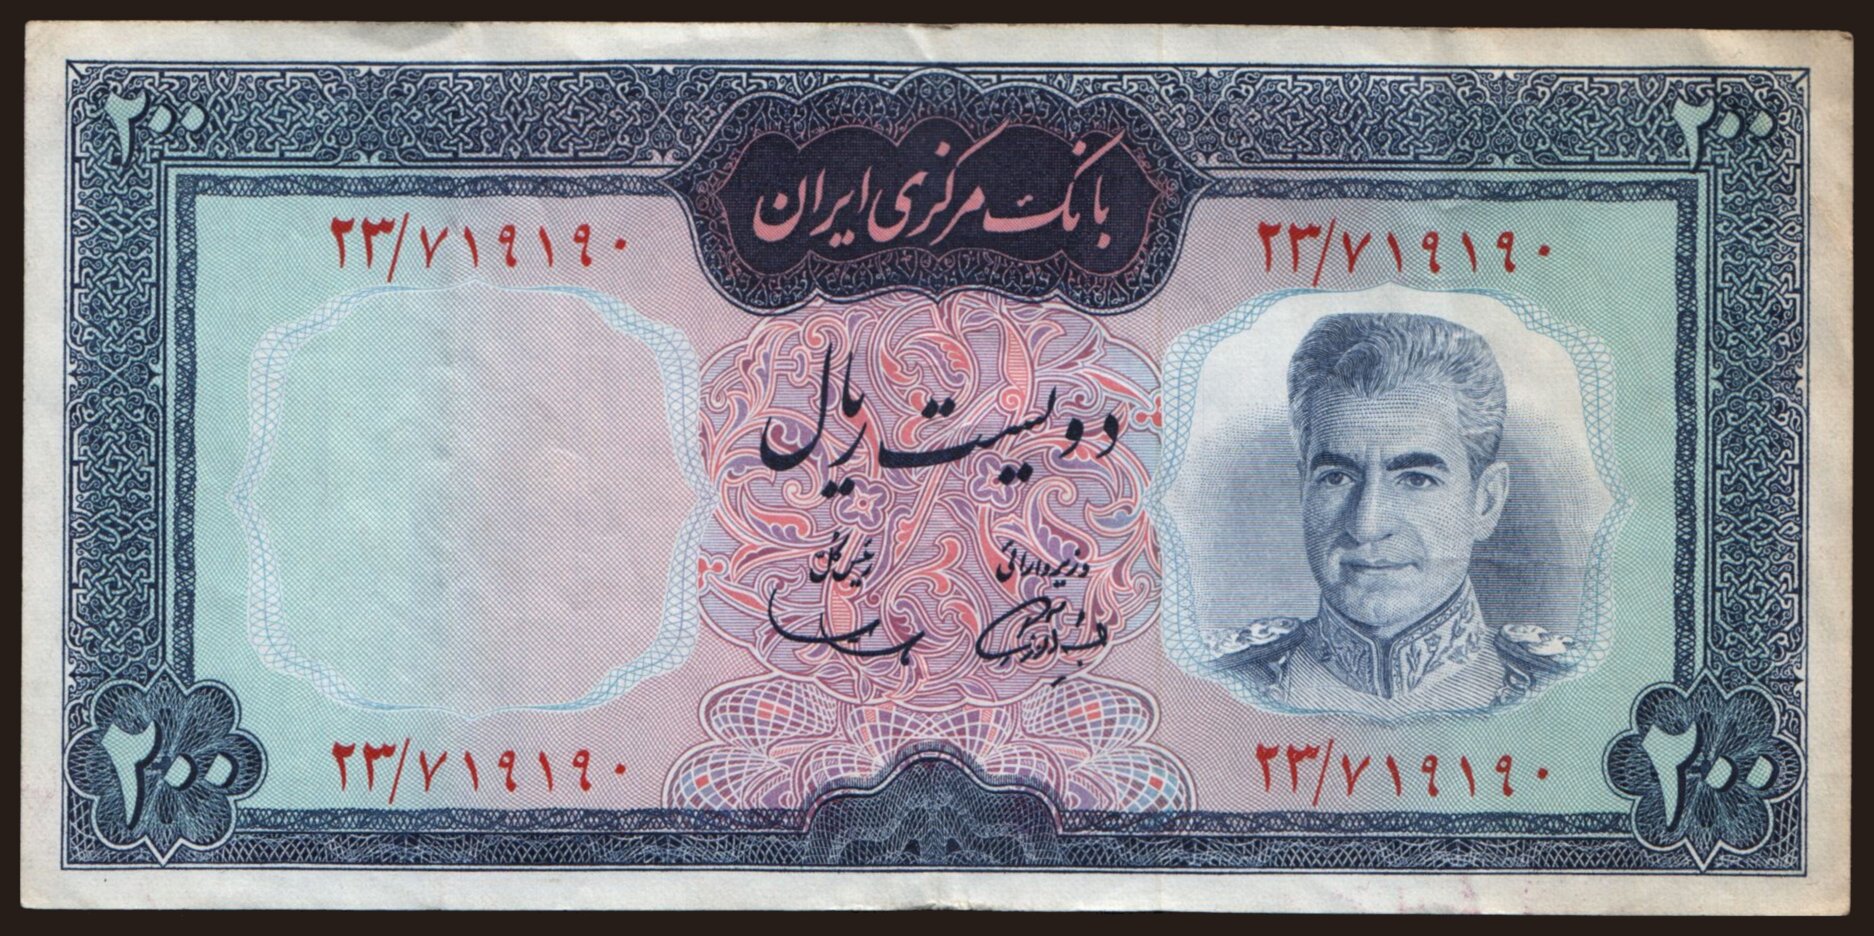 ۲۰۰
۲۰۰
بانک مرکزی ایران
۲۳/۷۱۹۱۹۰
۲۳/۷۱۹۱۹۰
دویست ریال
وزیر دارائی
رئیس کل
۲۳/۷۱۹۱۹۰
۲۳/۷۱۹۱۹۰
۲۰۰
۲۰۰